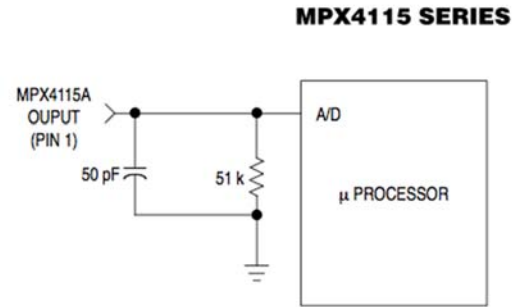 MPX4115 SERIES
MPX4115A
OUPUT
(PIN 1)
A/D
50 pF
51 k
μ PROCESSOR